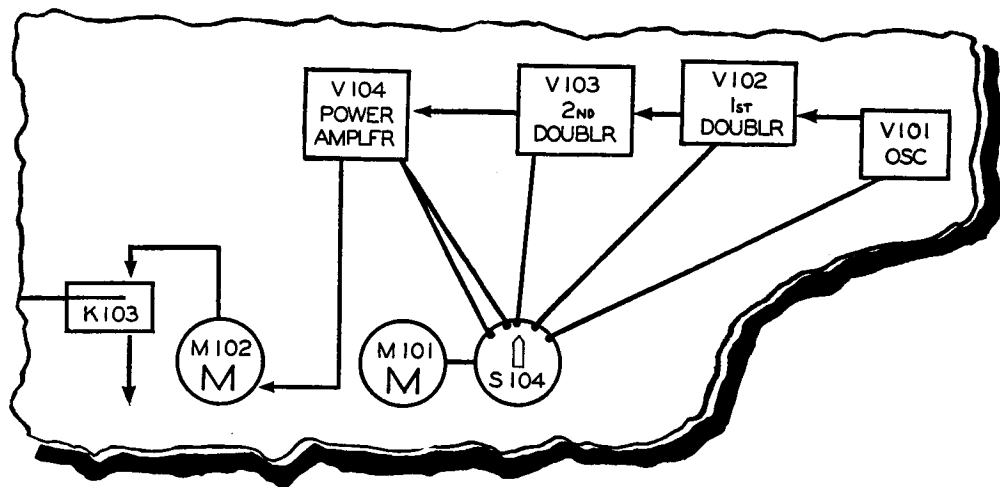 V104
POWER
AMPLFR
V103
2ND
DOUBLR
V102
1ST
DOUBLR
V101
OSC
K103
M102
M
M101
M
S104